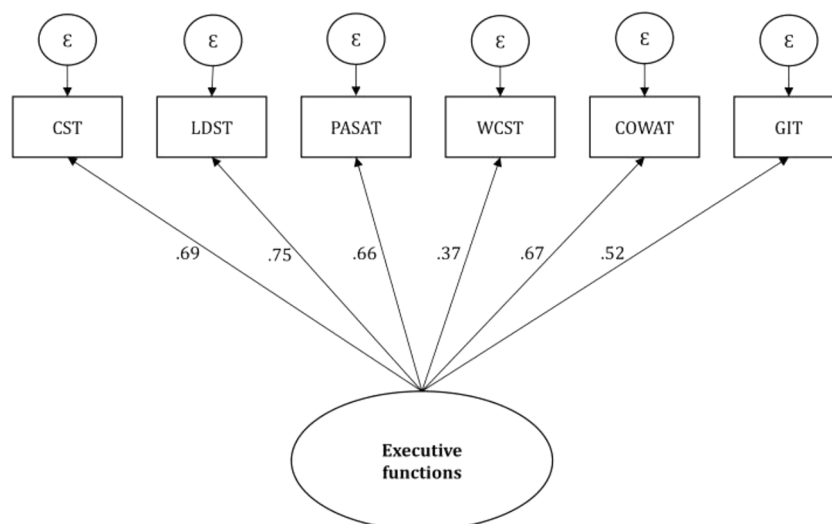 ε ε ε ε ε ε
CST LDST PASAT WCST COWAT GIT
.69 .75 .66 .37 .67 .52
Executive
functions